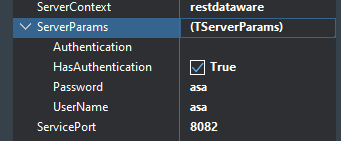 ServerContext restdataware
ServerParams (TServerParams)
Authentication
HasAuthentication True
Password asa
UserName asa
ServicePort 8082